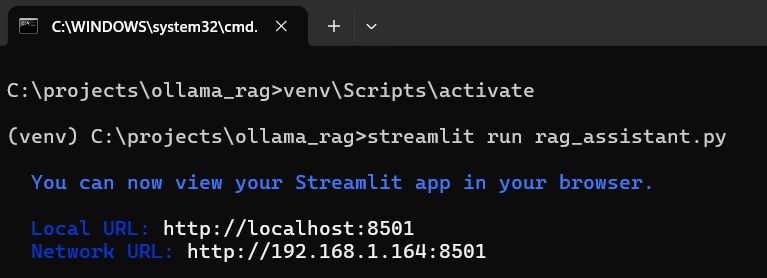 C:\WINDOWS\system32\cmd.
C:\projects\ollama_rag>venv\Scripts\activate
(venv) C:\projects\ollama_rag>streamlit run rag_assistant.py
You can now view your Streamlit app in your browser.
Local URL: http://localhost:8501
Network URL: http://192.168.1.164:8501